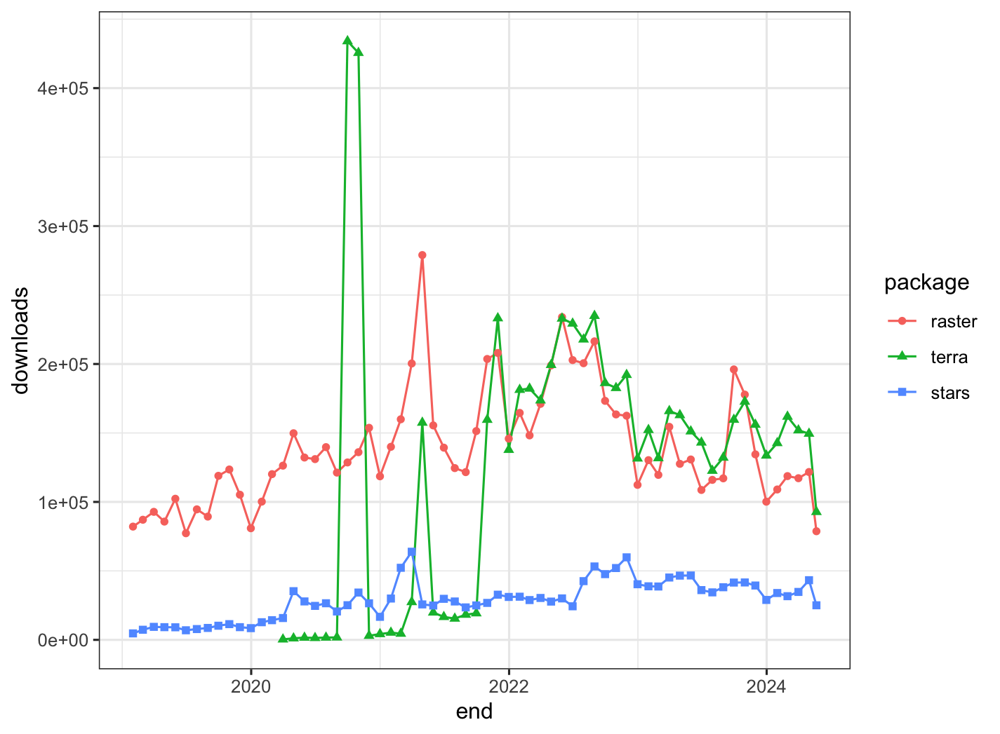 4e+05
3e+05
2e+05
1e+05
0e+00
downloads
2020
2022
2024
end
package
raster
terra
stars